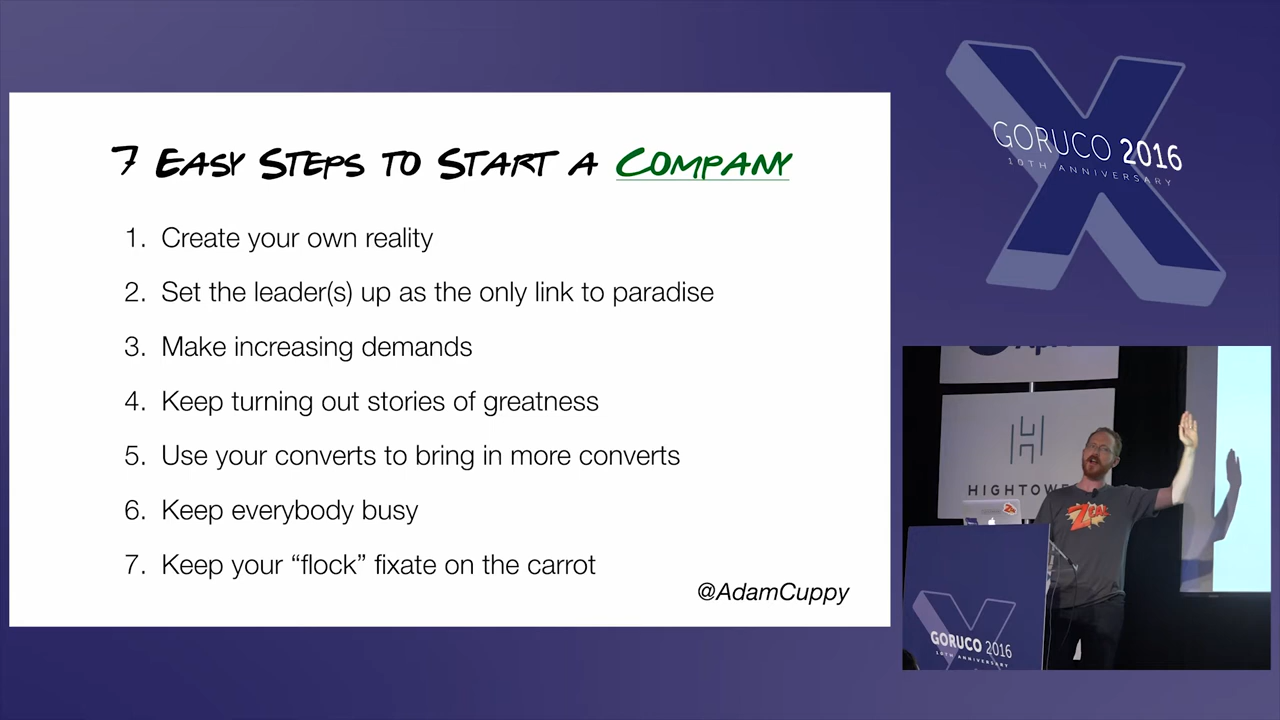 7 Easy Steps to Start a Company
1. Create your own reality
2. Set the leader(s) up as the only link to paradise
3. Make increasing demands
4. Keep turning out stories of greatness
5. Use your converts to bring in more converts
6. Keep everybody busy
7. Keep your “flock” fixate on the carrot
@AdamCuppy
GORUCO 2016
10TH ANNIVERSARY
HIGHTOWE
ZEAL
GORUCO 2016
10TH ANNIVERSARY